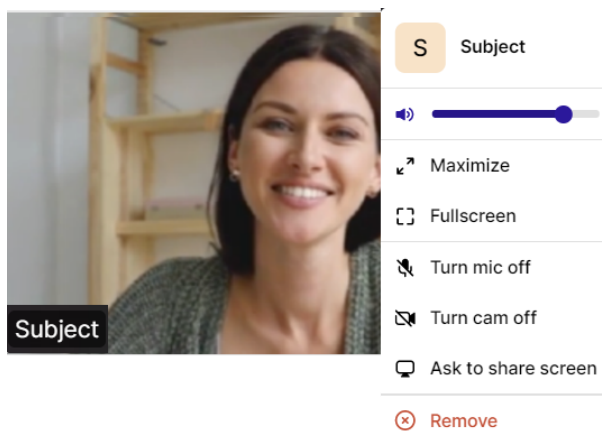 Subject
S
Subject
Maximize
Fullscreen
Turn mic off
Turn cam off
Ask to share screen
Remove